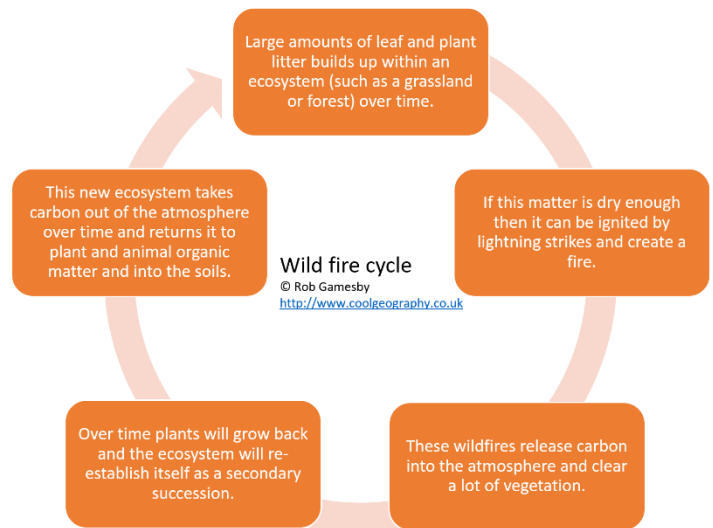 Large amounts of leaf and plant
litter builds up within an
ecosystem (such as a grassland
or forest) over time.
If this matter is dry enough
then it can be ignited by
lightning strikes and create a
fire.
These wildfires release carbon
into the atmosphere and clear
a lot of vegetation.
Over time plants will grow back
and the ecosystem will re-
establish itself as a secondary
succession.
This new ecosystem takes
carbon out of the atmosphere
over time and returns it to
plant and animal organic
matter and into the soils.
Wild fire cycle
© Rob Gamesby
http://www.coolgeography.co.uk